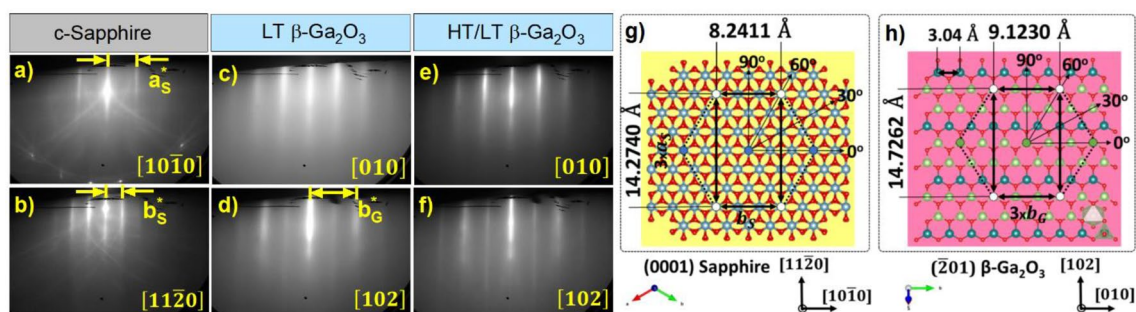 c-Sapphire
LT β-Ga₂O₃
HT/LT β-Ga₂O₃
a)
a*S
[101̅0]
c)
[010]
e)
[010]
b)
b*S
[112̅0]
d)
b*G
[102]
f)
[102]
g)
8.2411 Å
90°
60°
30°
0°
14.2740 Å
3×aS
bS
(0001) Sapphire
[112̅0]
[101̅0]
h)
3.04 Å
9.1230 Å
90°
60°
30°
0°
14.7262 Å
3×bG
(2̅01) β-Ga₂O₃
[102]
[010]